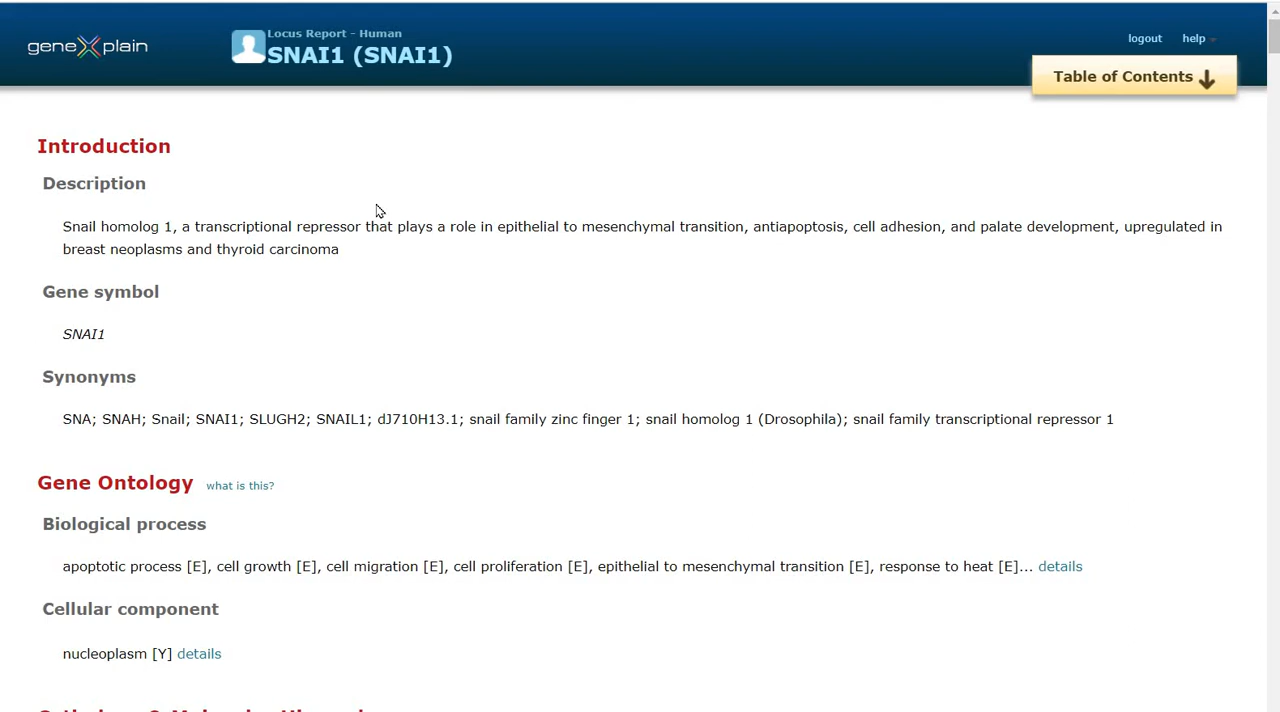 geneXplain
Locus Report - Human
SNAI1 (SNAI1)
logout help
Table of Contents
Introduction
Description
Snail homolog 1, a transcriptional repressor that plays a role in epithelial to mesenchymal transition, antiapoptosis, cell adhesion, and palate development, upregulated in
breast neoplasms and thyroid carcinoma
Gene symbol
SNAI1
Synonyms
SNA; SNAH; Snail; SNAI1; SLUGH2; SNAIL1; dJ710H13.1; snail family zinc finger 1; snail homolog 1 (Drosophila); snail family transcriptional repressor 1
Gene Ontology what is this?
Biological process
apoptotic process [E], cell growth [E], cell migration [E], cell proliferation [E], epithelial to mesenchymal transition [E], response to heat [E]... details
Cellular component
nucleoplasm [Y] details